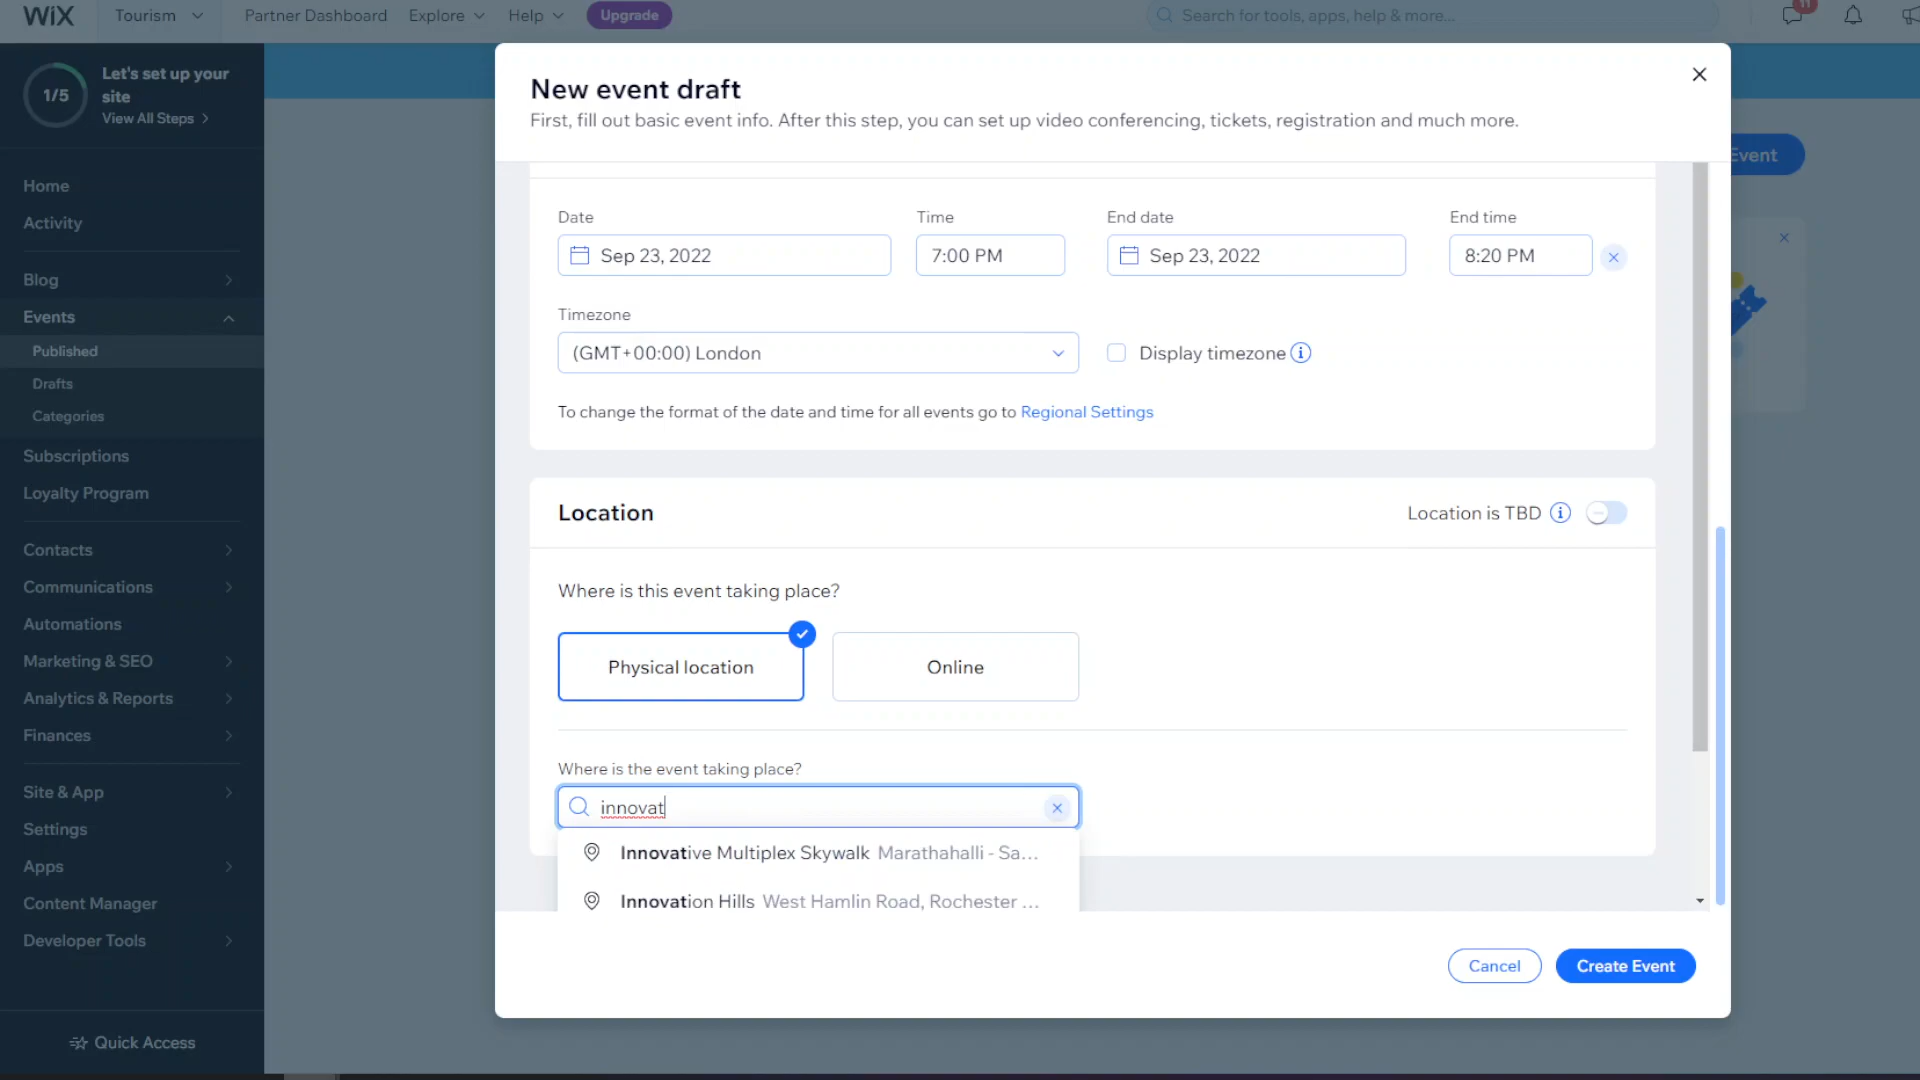 WiX
Tourism
Partner Dashboard
Explore
Help
Upgrade
Search for tools, apps, help & more...
11
1/5
Let's set up your
site
View All Steps
Home
Activity
Blog
Events
Published
Drafts
Categories
Subscriptions
Loyalty Program
Contacts
Communications
Automations
Marketing & SEO
Analytics & Reports
Finances
Site & App
Settings
Apps
Content Manager
Developer Tools
Quick Access
Event
New event draft
First, fill out basic event info. After this step, you can set up video conferencing, tickets, registration and much more.
Date
Time
End date
End time
Sep 23, 2022
7:00 PM
Sep 23, 2022
8:20 PM
Timezone
(GMT+00:00) London
Display timezone
To change the format of the date and time for all events go to Regional Settings
Location
Location is TBD
Where is this event taking place?
Physical location
Online
Where is the event taking place?
innovat
Innovative Multiplex Skywalk Marathahalli - Sa...
Innovation Hills West Hamlin Road, Rochester ...
Cancel
Create Event